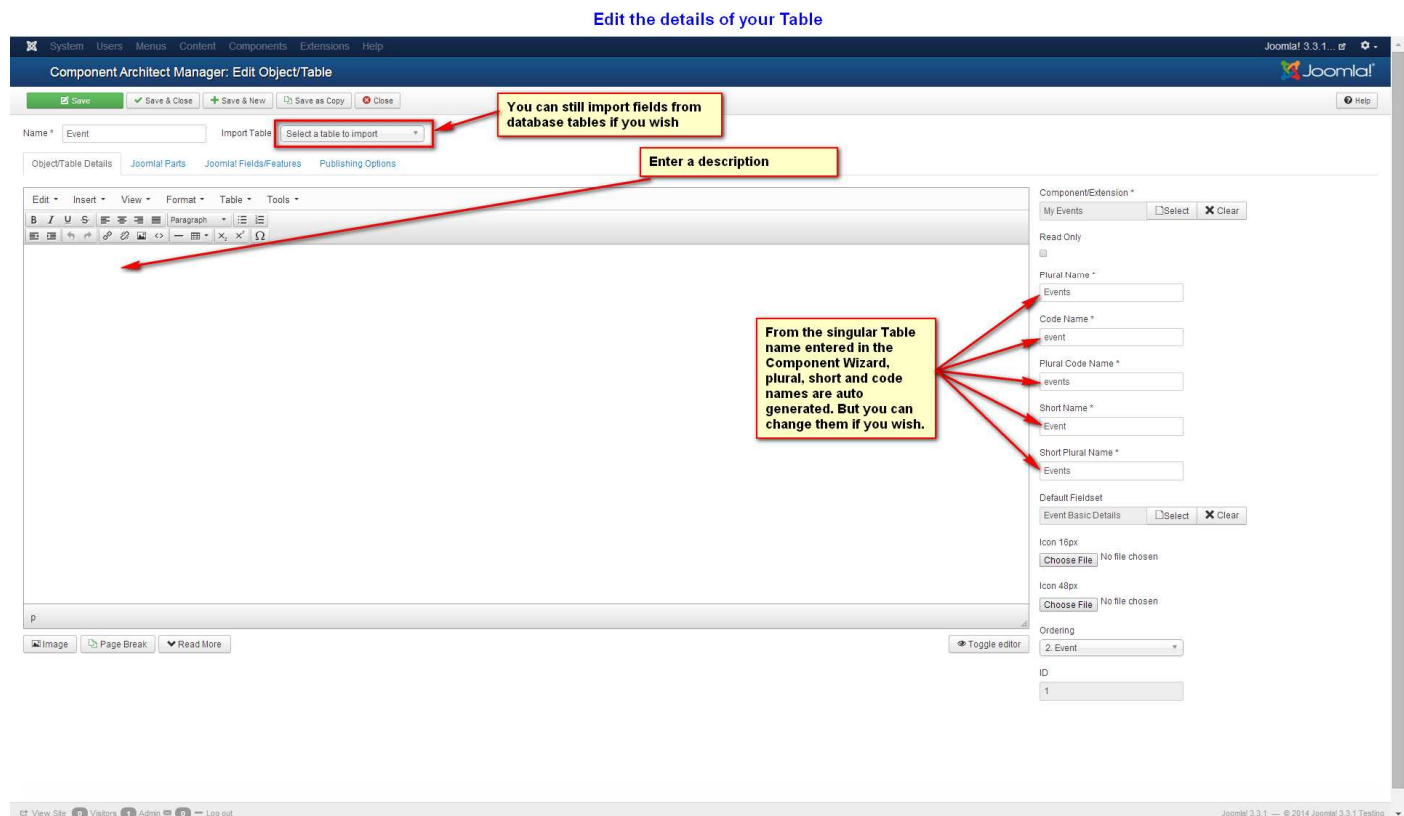 Edit the details of your Table
System Users Menus Content Components Extensions Help
Joomla! 3.3.1...
Component Architect Manager: Edit Object/Table
Joomla!
Save
Save & Close
Save & New
Save as Copy
Close
Help
You can still import fields from
database tables if you wish
Name * Event
Import Table Select a table to import
Object/Table Details Joomla! Parts Joomla! Fields/Features Publishing Options
Enter a description
Edit Insert View Format Table Tools
B I U S Paragraph
Ω
p
Image Page Break Read More
Toggle editor
From the singular Table
name entered in the
Component Wizard,
plural, short and code
names are auto
generated. But you can
change them if you wish.
Component/Extension *
My Events Select Clear
Read Only
Plural Name *
Events
Code Name *
event
Plural Code Name *
events
Short Name *
Event
Short Plural Name *
Events
Default Fieldset
Event Basic Details Select Clear
Icon 16px
Choose File No file chosen
Icon 48px
Choose File No file chosen
Ordering
2. Event
ID
1
View Site 0 Visitors 1 Admin 0 Log out
Joomla! 3.3.1 — © 2014 Joomla! 3.3.1 Testing